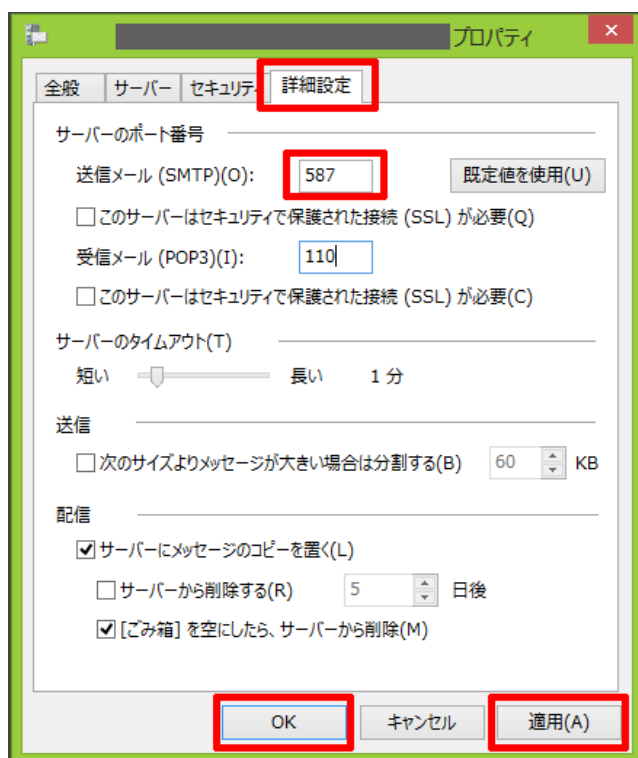 プロパティ ×
全般 サーバー セキュリティ 詳細設定
サーバーのポート番号
送信メール (SMTP)(O): 587 既定値を使用(U)
このサーバーはセキュリティで保護された接続 (SSL) が必要(Q)
受信メール (POP3)(I): 110
このサーバーはセキュリティで保護された接続 (SSL) が必要(C)
サーバーのタイムアウト(T)
短い 長い 1 分
送信
次のサイズよりメッセージが大きい場合は分割する(B) 60 KB
配信
サーバーにメッセージのコピーを置く(L)
サーバーから削除する(R) 5 日後
[ごみ箱] を空にしたら、サーバーから削除(M)
OK キャンセル 適用(A)